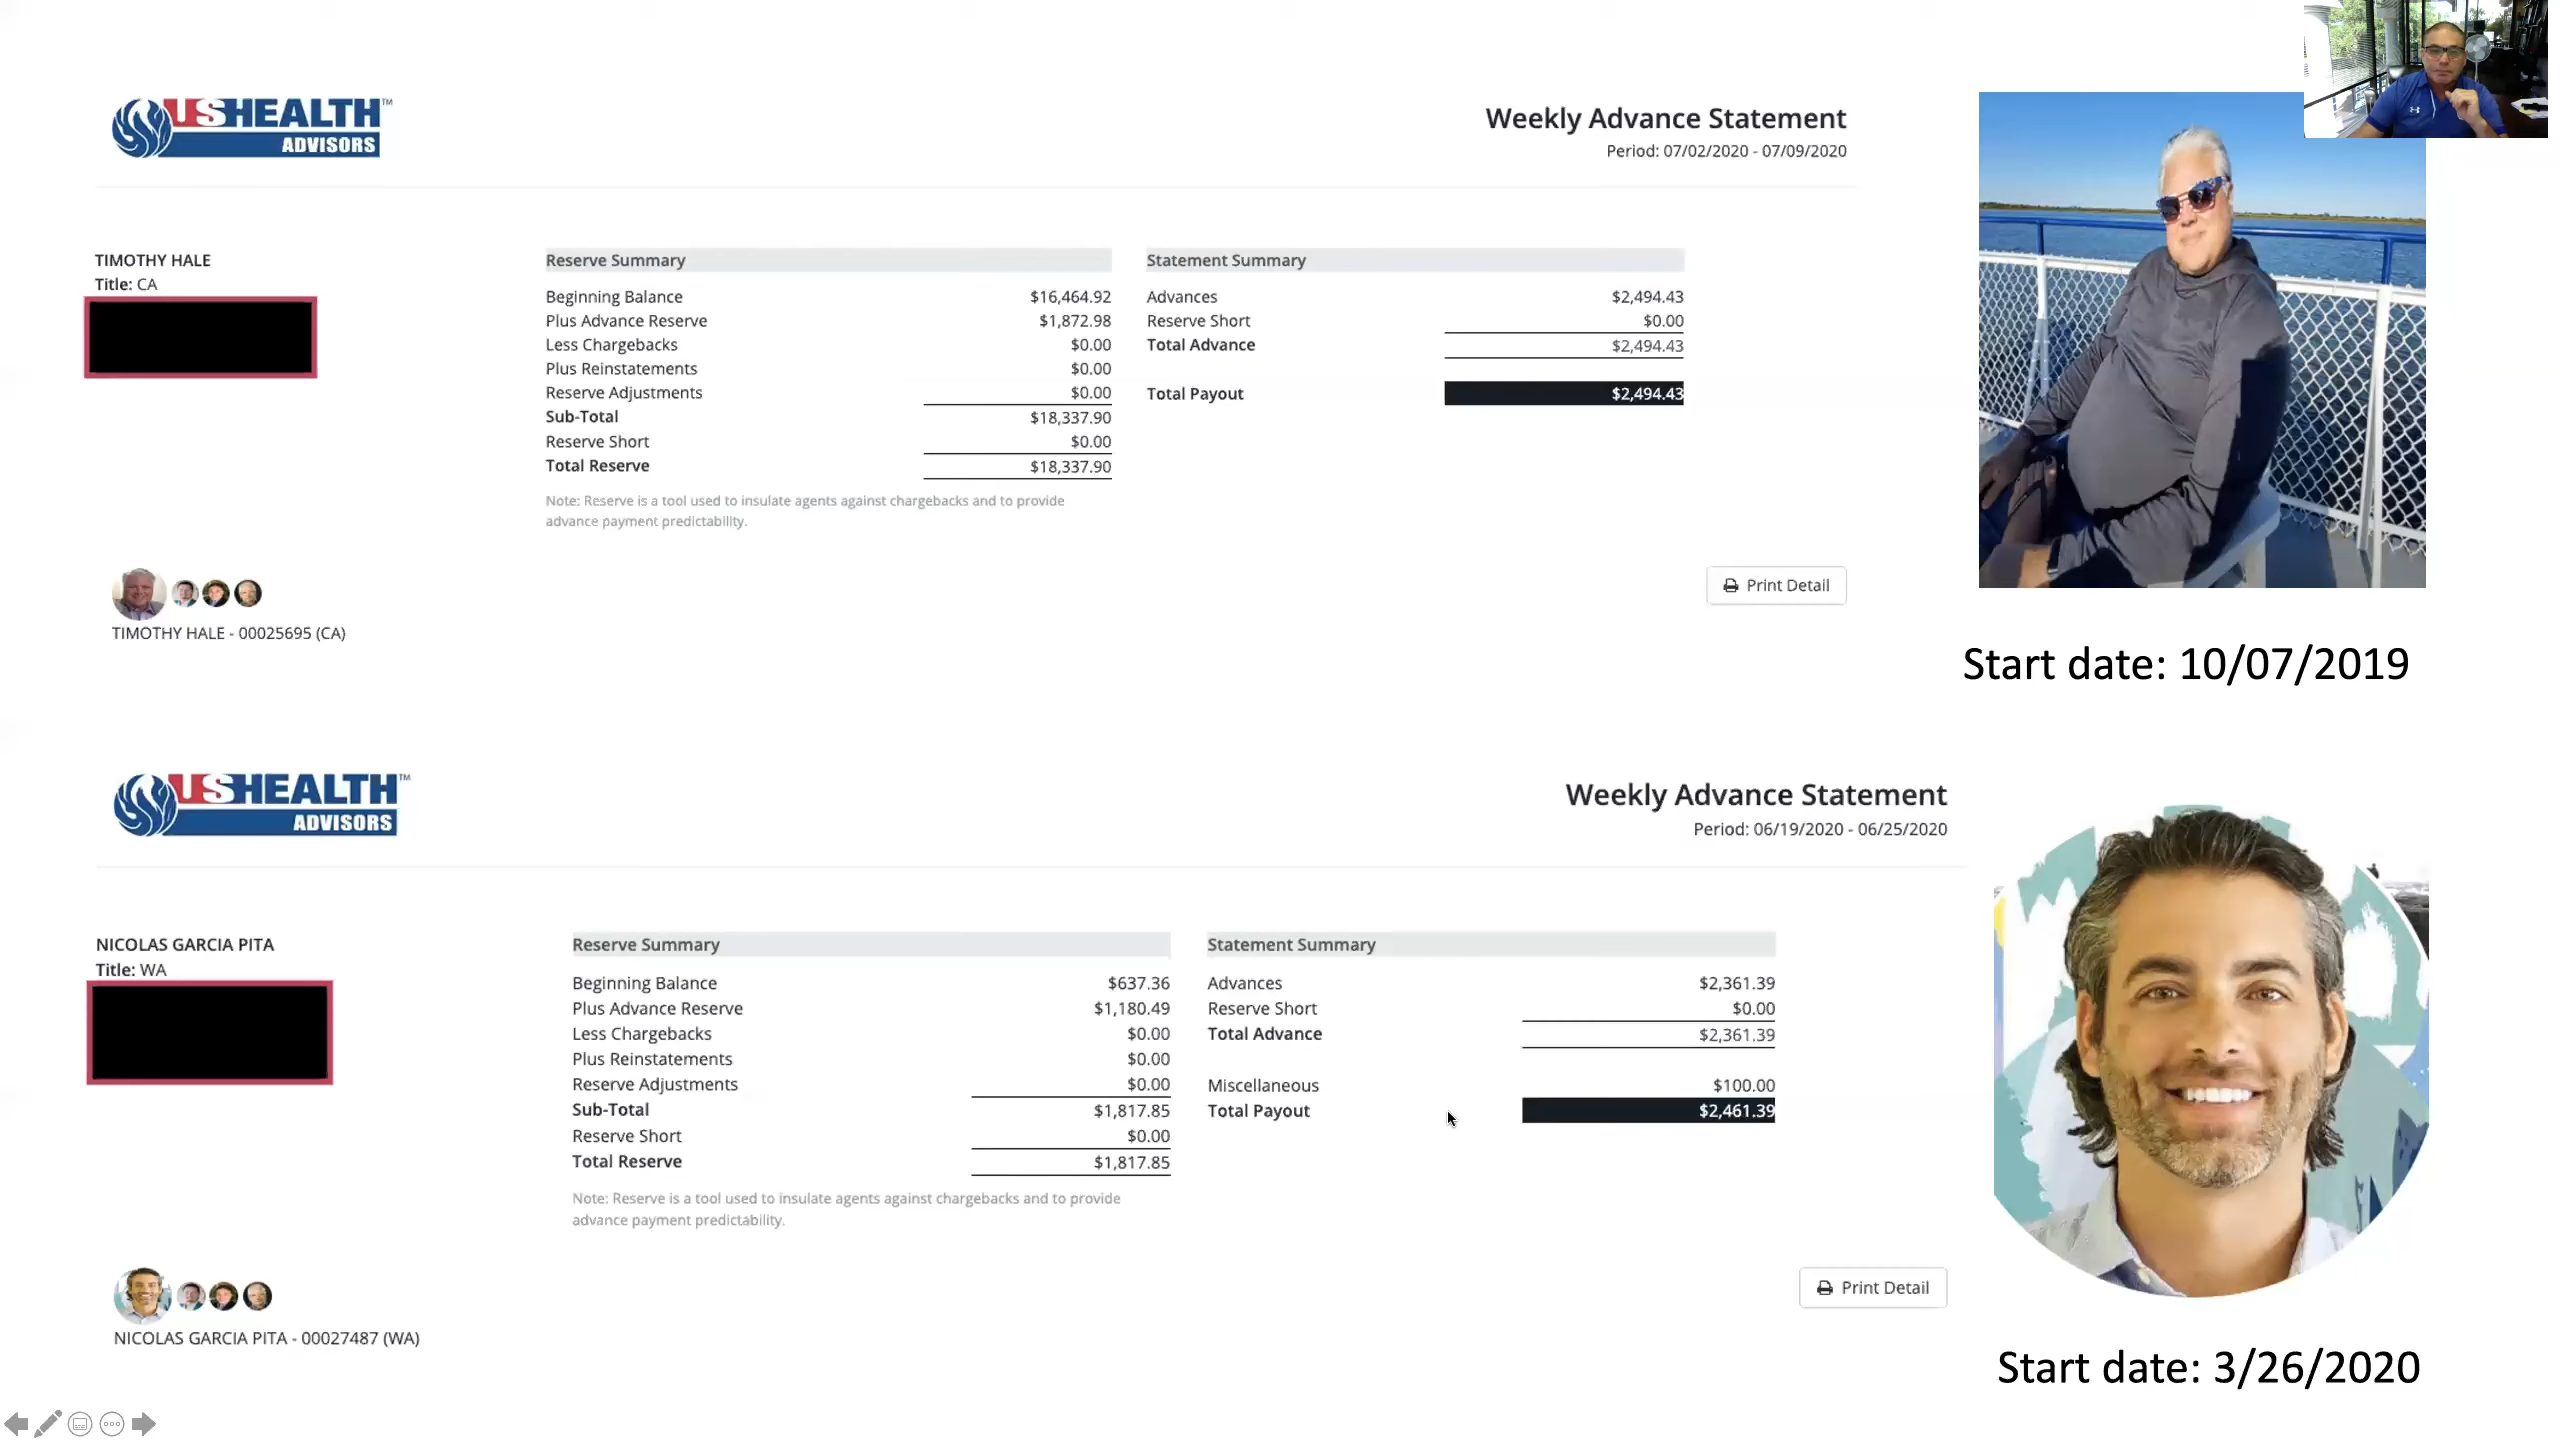 USHEALTH™
ADVISORS
Weekly Advance Statement
Period: 07/02/2020 - 07/09/2020
TIMOTHY HALE
Title: CA
Reserve Summary
Beginning Balance $16,464.92
Plus Advance Reserve $1,872.98
Less Chargebacks $0.00
Plus Reinstatements $0.00
Reserve Adjustments $0.00
Sub-Total $18,337.90
Reserve Short $0.00
Total Reserve $18,337.90
Note: Reserve is a tool used to insulate agents against chargebacks and to provide
advance payment predictability.
Statement Summary
Advances $2,494.43
Reserve Short $0.00
Total Advance $2,494.43
Total Payout $2,494.43
Print Detail
TIMOTHY HALE - 00025695 (CA)
Start date: 10/07/2019
USHEALTH™
ADVISORS
Weekly Advance Statement
Period: 06/19/2020 - 06/25/2020
NICOLAS GARCIA PITA
Title: WA
Reserve Summary
Beginning Balance $637.36
Plus Advance Reserve $1,180.49
Less Chargebacks $0.00
Plus Reinstatements $0.00
Reserve Adjustments $0.00
Sub-Total $1,817.85
Reserve Short $0.00
Total Reserve $1,817.85
Note: Reserve is a tool used to insulate agents against chargebacks and to provide
advance payment predictability.
Statement Summary
Advances $2,361.39
Reserve Short $0.00
Total Advance $2,361.39
Miscellaneous $100.00
Total Payout $2,461.39
Print Detail
NICOLAS GARCIA PITA - 00027487 (WA)
Start date: 3/26/2020